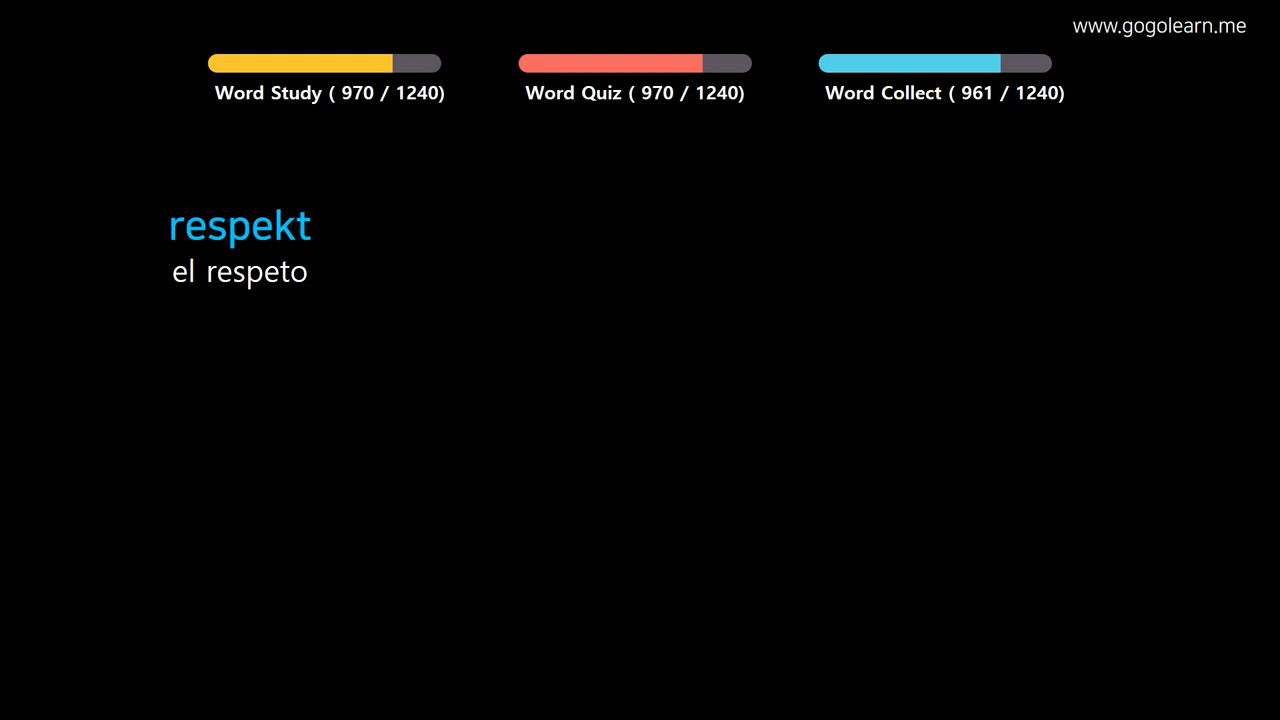 www.gogolearn.me
Word Study ( 970 / 1240)
Word Quiz ( 970 / 1240)
Word Collect ( 961 / 1240)
respekt
el respeto